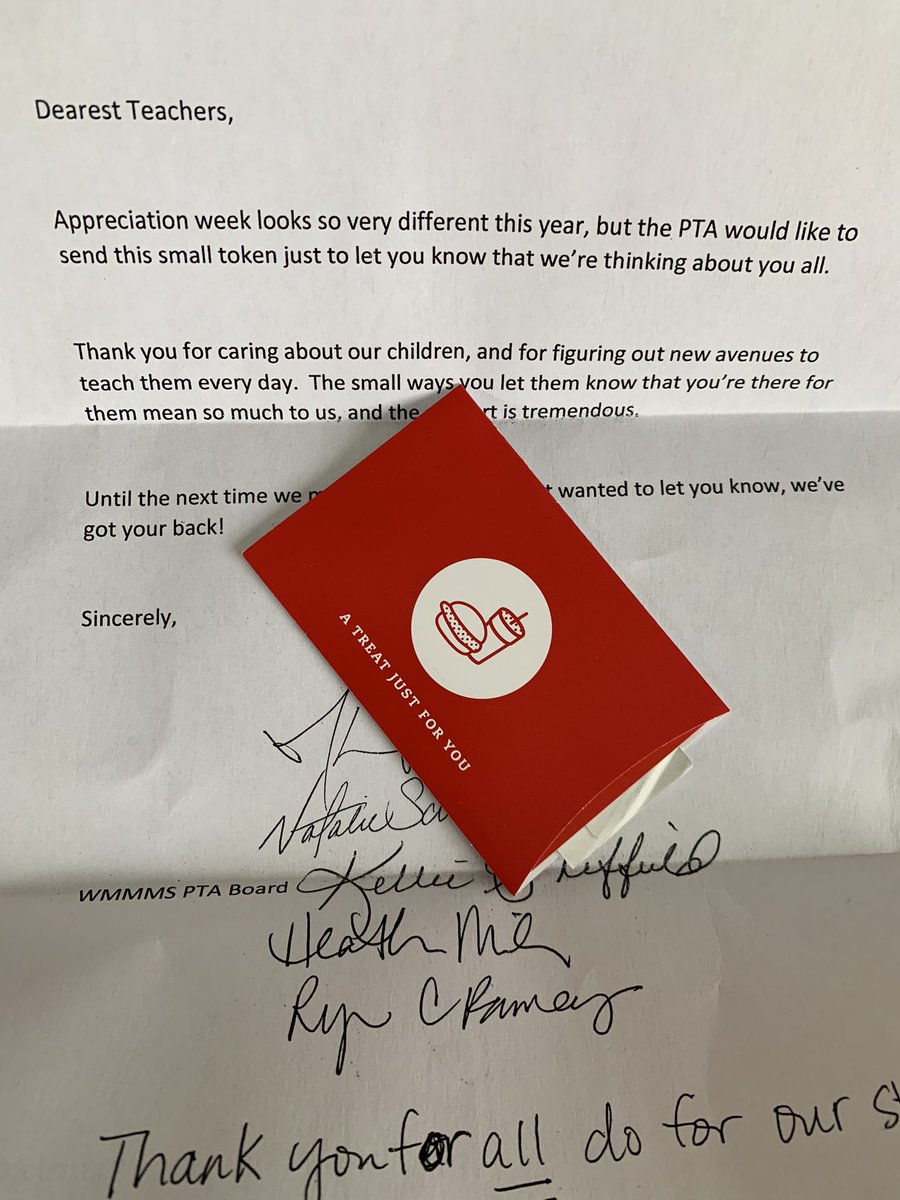 Dearest Teachers,
Appreciation week looks so very different this year, but the PTA would like to
send this small token just to let you know that we're thinking about you all.
Thank you for caring about our children, and for figuring out new avenues to
teach them every day. The small ways you let them know that you're there for
them mean so much to us, and the is tremendous.
Until the next time we wanted to let you know, we've
got your back!
Sincerely,
A TREAT JUST FOR YOU
Natalie
WMMMS PTA Board Kellie
Heather
Ryn C Ramey
Thank you for all do for our